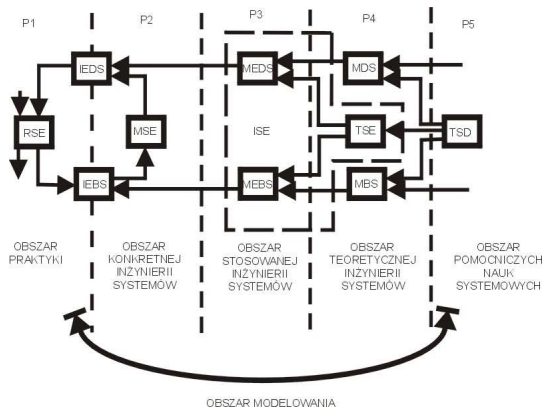 P1 P2 P3 P4 P5
IEDS MEDS MDS
RSE MSE ISE TSE TSD
IEBS MEBS MBS
OBSZAR
PRAKTYKI
OBSZAR
KONKRETNEJ
INŻYNIERII
SYSTEMÓW
OBSZAR
STOSOWANEJ
INŻYNIERII
SYSTEMÓW
OBSZAR
TEORETYCZNEJ
INŻYNIERII
SYSTEMÓW
OBSZAR
POMOCNICZYCH
NAUK
SYSTEMOWYCH
OBSZAR MODELOWANIA